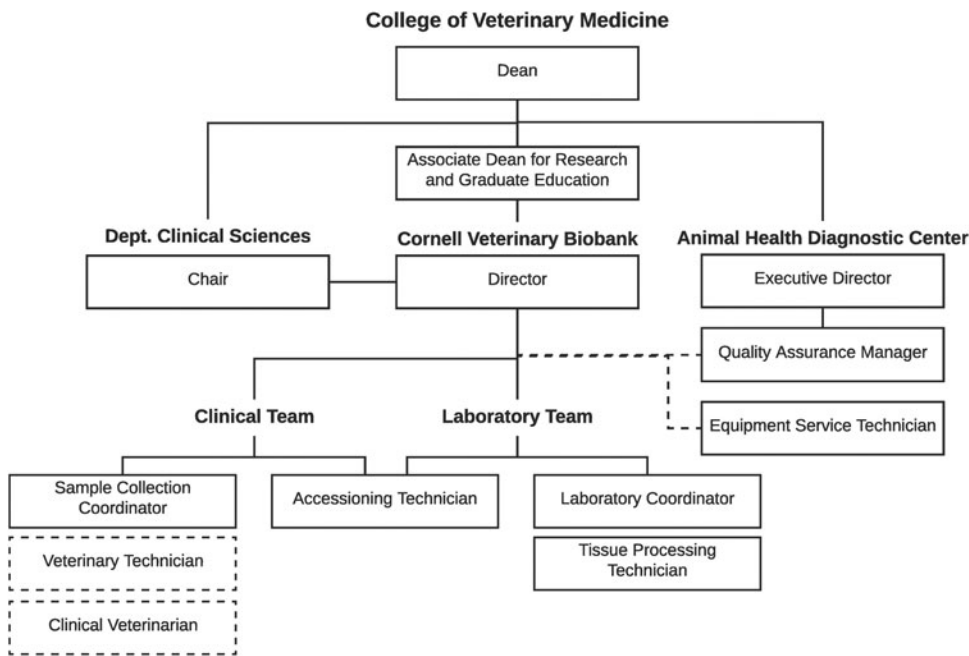 College of Veterinary Medicine
Dean
Associate Dean for Research
and Graduate Education
Dept. Clinical Sciences
Cornell Veterinary Biobank
Animal Health Diagnostic Center
Chair
Director
Executive Director
Quality Assurance Manager
Equipment Service Technician
Clinical Team
Laboratory Team
Sample Collection
Coordinator
Accessioning Technician
Laboratory Coordinator
Veterinary Technician
Tissue Processing
Technician
Clinical Veterinarian